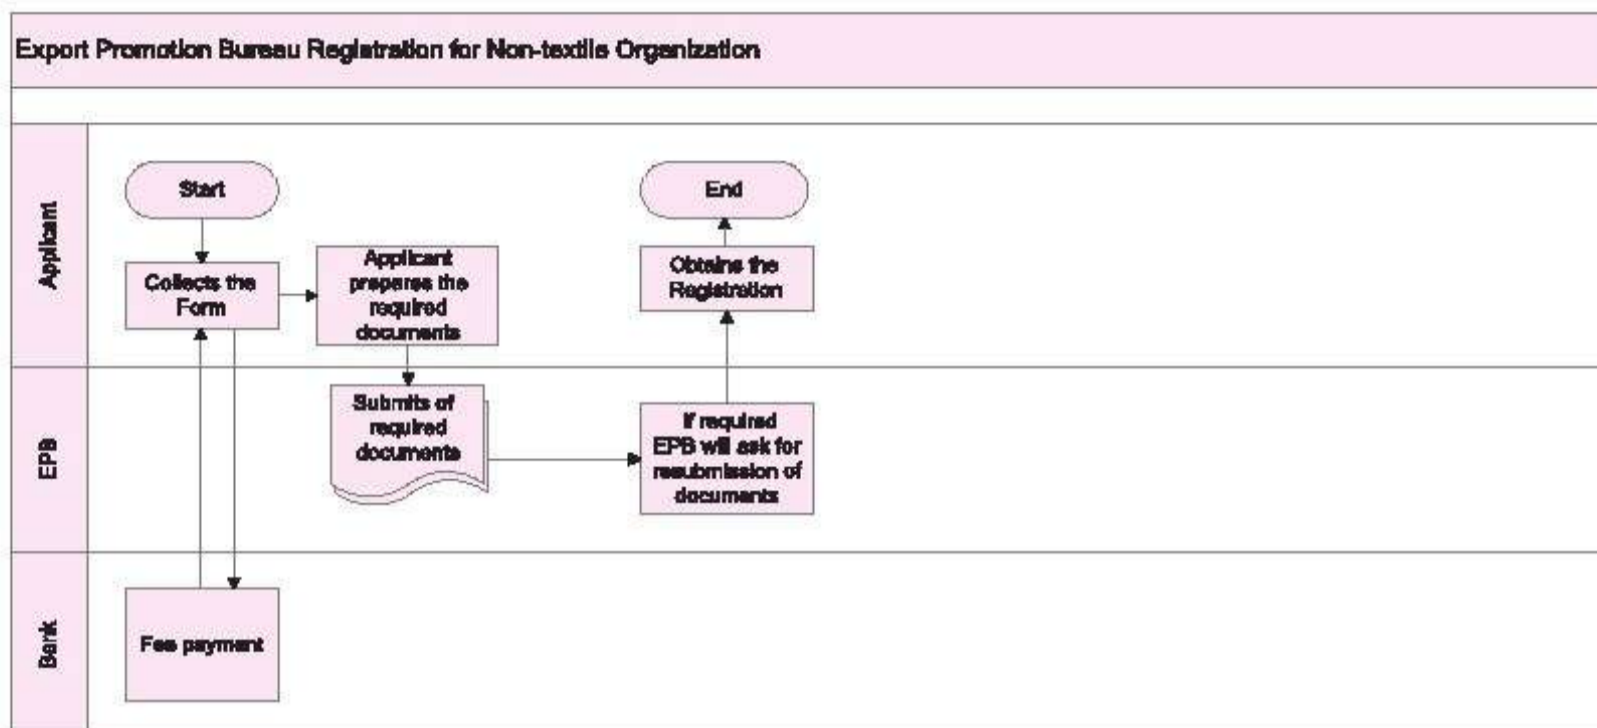 Export Promotion Bureau Registration for Non-textile Organization
Applicant
Start
End
Collects the
Form
Applicant
prepares the
required
documents
Obtains the
Registration
EPB
Submits of
required
documents
If required
EPB will ask for
resubmission of
documents
Bank
Fee payment